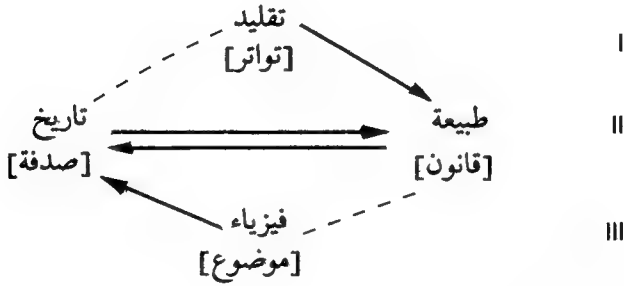 تقليد
[تواتر]
I
طبيعة
تاريخ
II
[قانون]
[صدفة]
فيزياء
[موضوع]
III